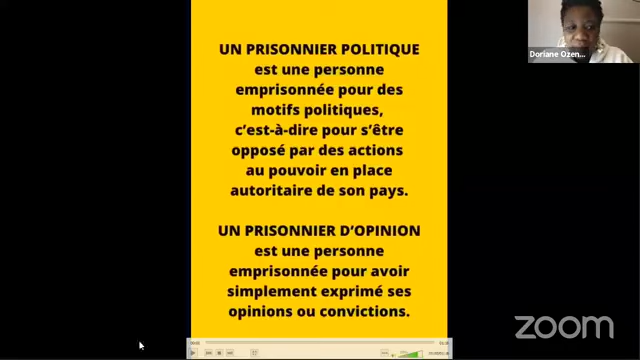 UN PRISONNIER POLITIQUE
est une personne
emprisonnée pour des
motifs politiques,
c'est-à-dire pour s'être
opposé par des actions
au pouvoir en place
autoritaire de son pays.
UN PRISONNIER D'OPINION
est une personne
emprisonnée pour avoir
simplement exprimé ses
opinions ou convictions.
Doriane Ozen...
zoom